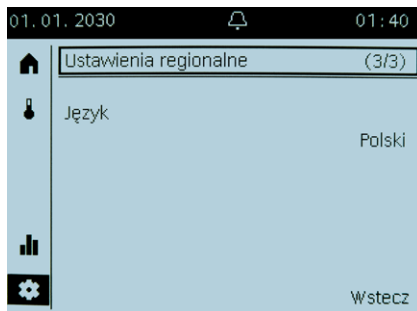 01.01.2030 01:40
Ustawienia regionalne (3/3)
Język
Polski
Wstecz